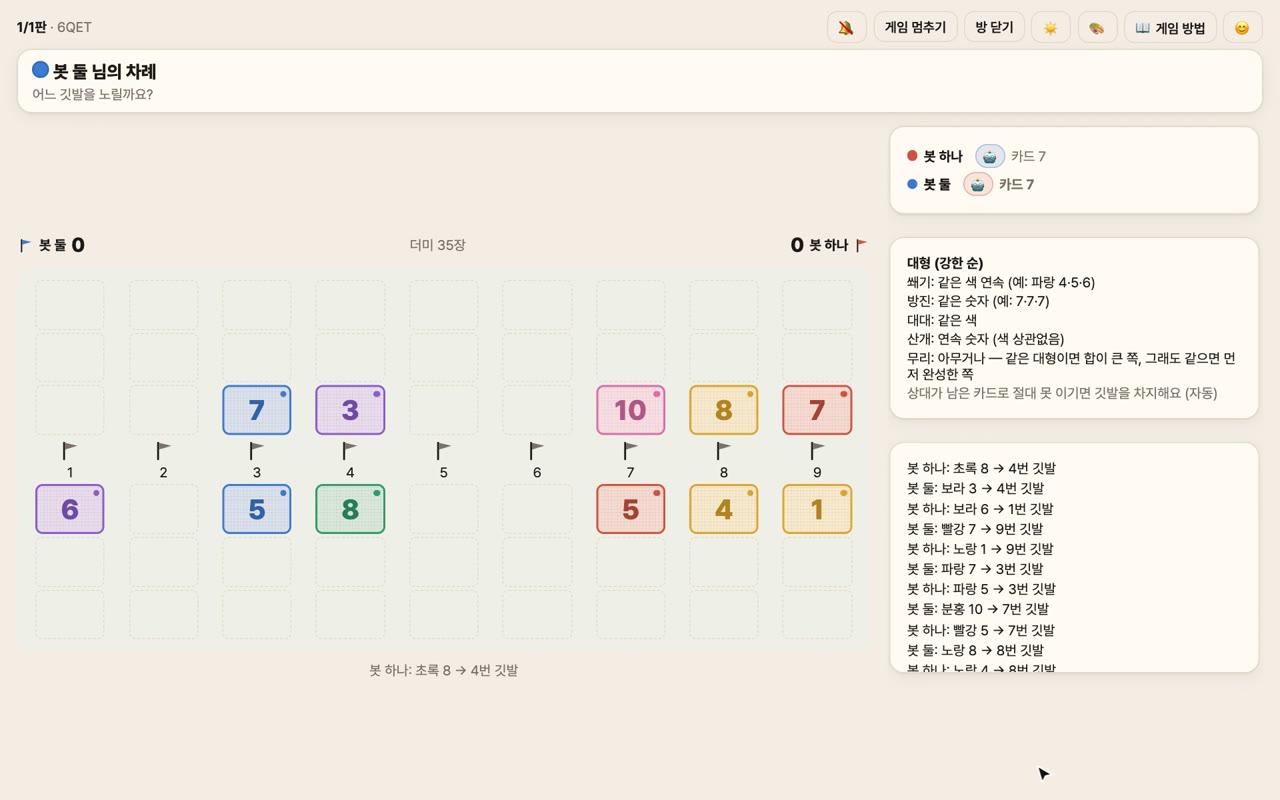 1/1판 · 6QET
게임 멈추기
방 닫기
게임 방법
봇 둘 님의 차례
어느 깃발을 노릴까요?
봇 하나 카드 7
봇 둘 카드 7
봇 둘 0
더미 35장
0 봇 하나
7 3 10 8 7
1 2 3 4 5 6 7 8 9
6 5 8 5 4 1
봇 하나: 초록 8 → 4번 깃발
대형 (강한 순)
쐐기: 같은 색 연속 (예: 파랑 4·5·6)
방진: 같은 숫자 (예: 7·7·7)
대대: 같은 색
산개: 연속 숫자 (색 상관없음)
무리: 아무거나 — 같은 대형이면 합이 큰 쪽, 그래도 같으면 먼
저 완성한 쪽
상대가 남은 카드로 절대 못 이기면 깃발을 차지해요 (자동)
봇 하나: 초록 8 → 4번 깃발
봇 둘: 보라 3 → 4번 깃발
봇 하나: 보라 6 → 1번 깃발
봇 둘: 빨강 7 → 9번 깃발
봇 하나: 노랑 1 → 9번 깃발
봇 둘: 파랑 7 → 3번 깃발
봇 하나: 파랑 5 → 3번 깃발
봇 둘: 분홍 10 → 7번 깃발
봇 하나: 빨강 5 → 7번 깃발
봇 둘: 노랑 8 → 8번 깃발
봇 하나: 노랑 4 → 8번 깃발